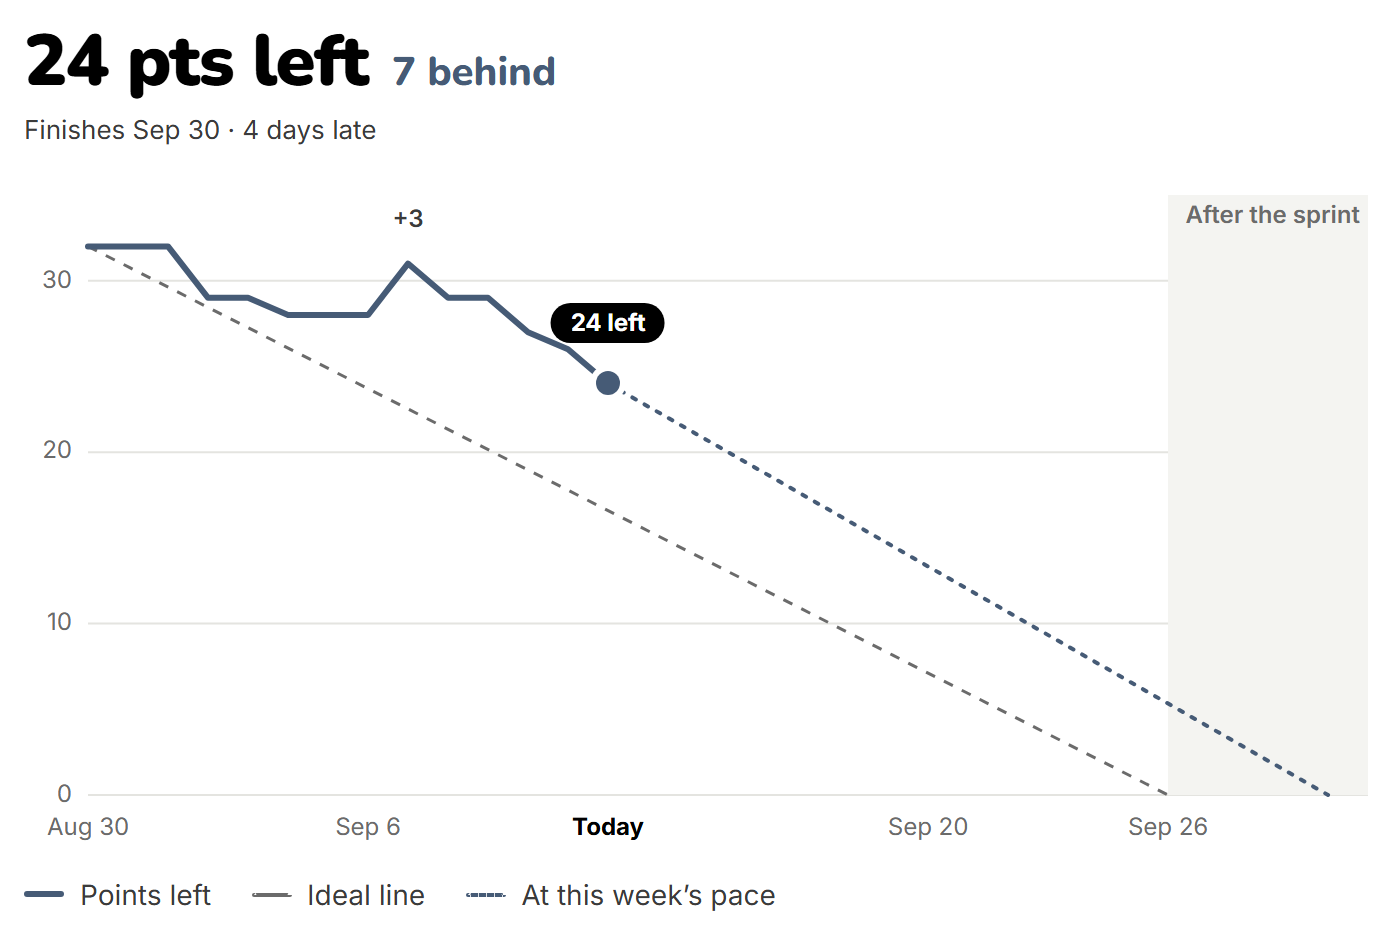 24 pts left 7 behind
Finishes Sep 30 · 4 days late
+3
After the sprint
30
24 left
20
10
0
Aug 30 Sep 6 Today Sep 20 Sep 26
Points left Ideal line At this week’s pace